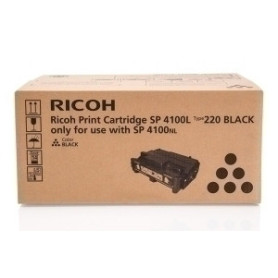 RICOH
Ricoh Print Cartridge SP 4100L Type 220 BLACK
only for use with SP 4100NL
Color
BLACK